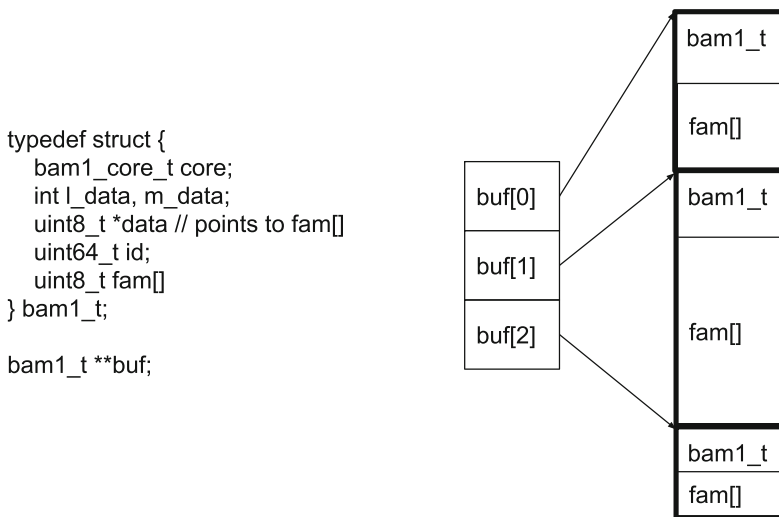 typedef struct {
bam1_core_t core;
int l_data, m_data;
uint8_t *data // points to fam[]
uint64_t id;
uint8_t fam[]
} bam1_t;
bam1_t **buf;
buf[0]
buf[1]
buf[2]
bam1_t
fam[]
bam1_t
fam[]
bam1_t
fam[]